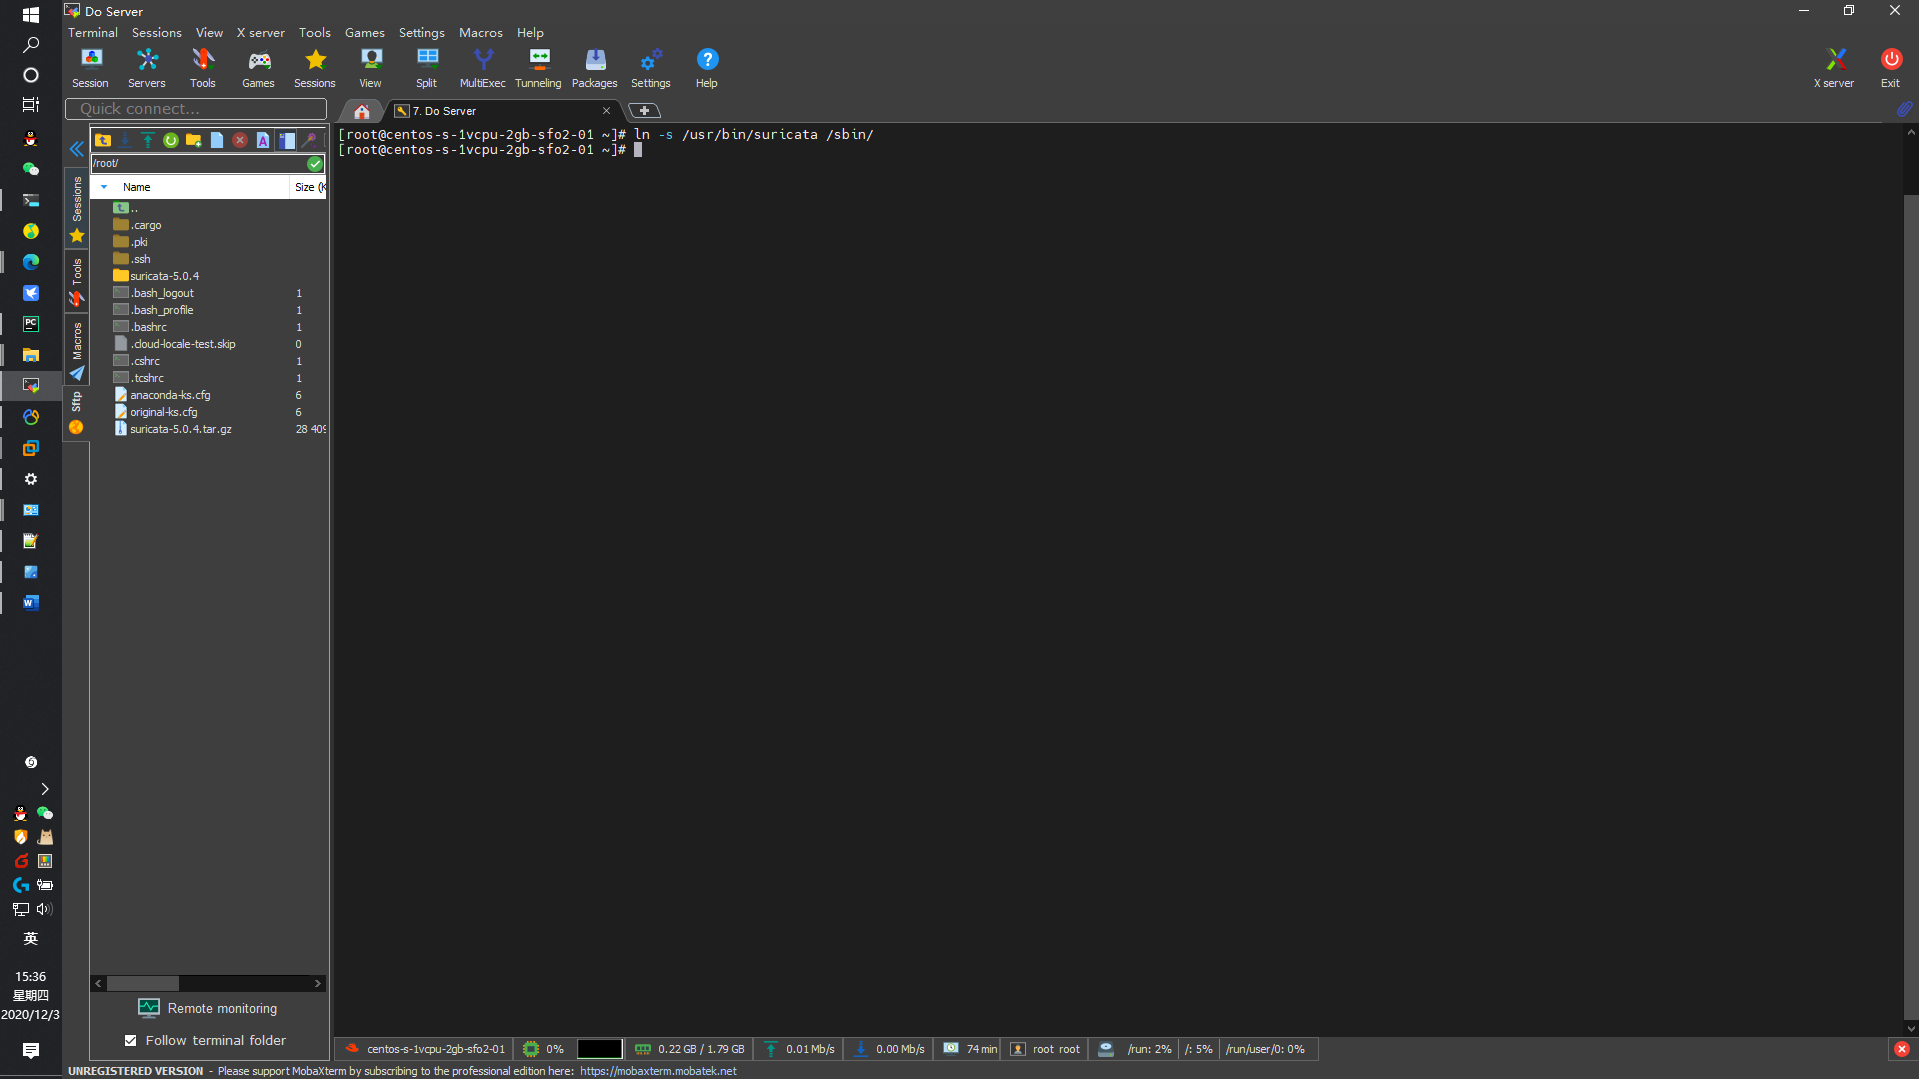 Do Server
Terminal Sessions View X server Tools Games Settings Macros Help
Session Servers Tools Games Sessions View Split MultiExec Tunneling Packages Settings Help X server Exit
Quick connect...
7. Do Server
/root/
Name Size (K
..
.cargo
.pki
.ssh
suricata-5.0.4
.bash_logout 1
.bash_profile 1
.bashrc 1
.cloud-locale-test.skip 0
.cshrc 1
.tcshrc 1
anaconda-ks.cfg 6
original-ks.cfg 6
suricata-5.0.4.tar.gz 28 409
Sessions
Tools
Macros
Sftp
[root@centos-s-1vcpu-2gb-sfo2-01 ~]# ln -s /usr/bin/suricata /sbin/
[root@centos-s-1vcpu-2gb-sfo2-01 ~]#
Remote monitoring
Follow terminal folder
centos-s-1vcpu-2gb-sfo2-01 0% 0.22 GB / 1.79 GB 0.01 Mb/s 0.00 Mb/s 74 min root root /run: 2% /: 5% /run/user/0: 0%
UNREGISTERED VERSION - Please support MobaXterm by subscribing to the professional edition here: https://mobaxterm.mobatek.net
英
15:36
星期四
2020/12/3